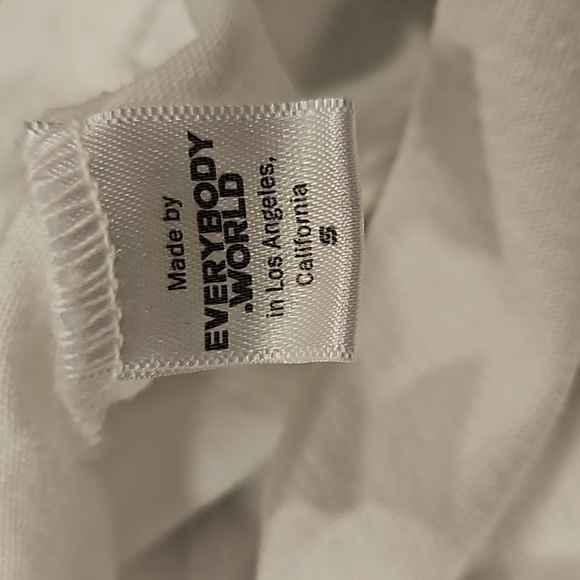 Made by
EVERYBODY
.WORLD
in Los Angeles,
California
S